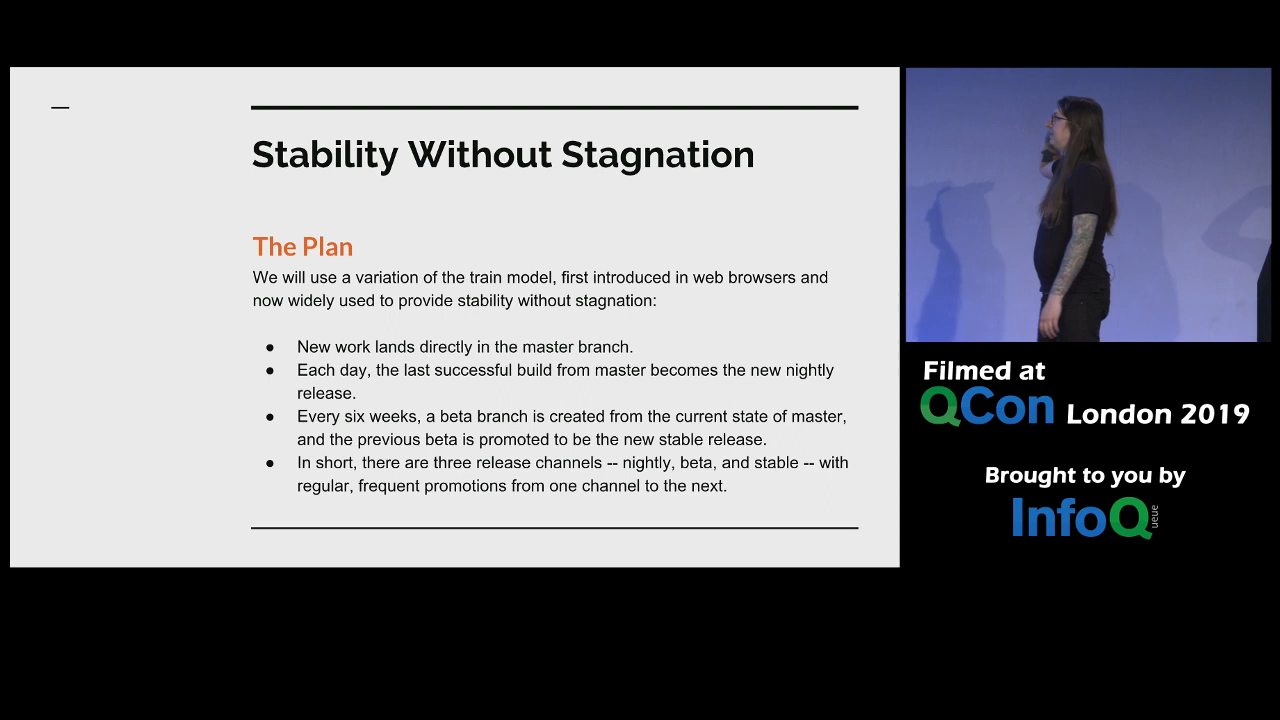 Stability Without Stagnation
The Plan
We will use a variation of the train model, first introduced in web browsers and
now widely used to provide stability without stagnation:
● New work lands directly in the master branch.
● Each day, the last successful build from master becomes the new nightly
release.
● Every six weeks, a beta branch is created from the current state of master,
and the previous beta is promoted to be the new stable release.
● In short, there are three release channels -- nightly, beta, and stable -- with
regular, frequent promotions from one channel to the next.
Filmed at
QCon London 2019
Brought to you by
InfoQ
ueue